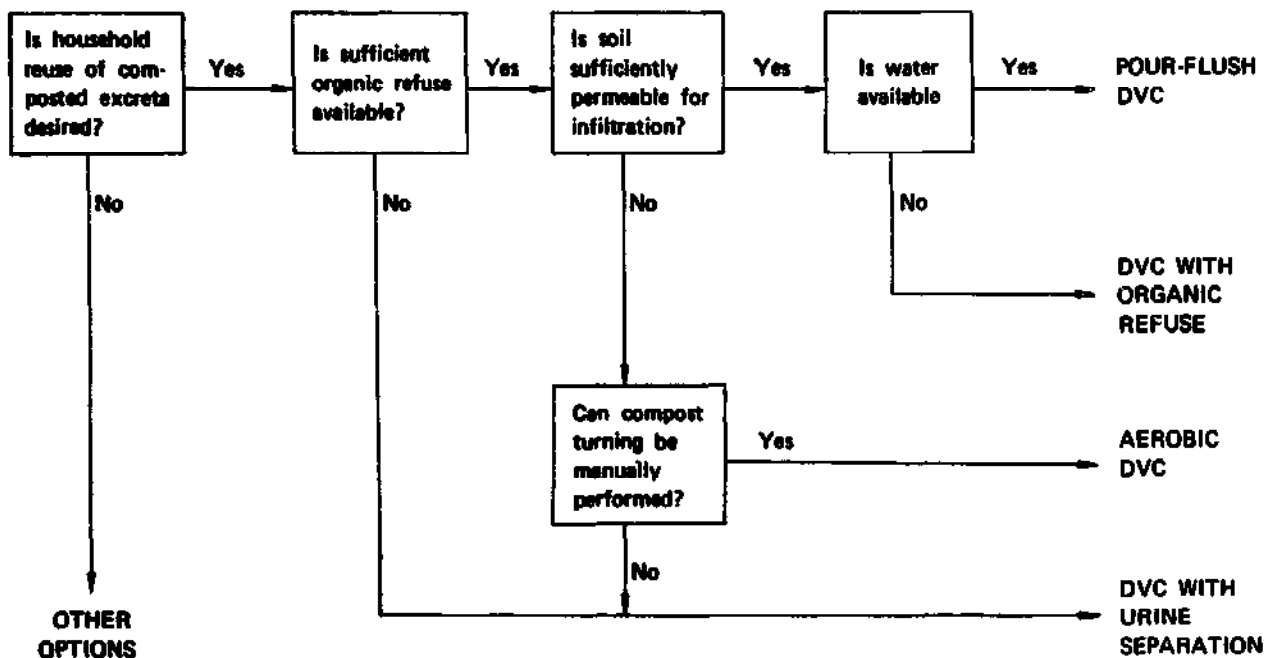 Is household
reuse of com-
posted excreta
desired?
Yes
Is sufficient
organic refuse
available?
Yes
Is soil
sufficiently
permeable for
infiltration?
Yes
Is water
available
Yes
POUR-FLUSH
DVC
No
No
No
No
DVC WITH
ORGANIC
REFUSE
Can compost
turning be
manually
performed?
Yes
AEROBIC
DVC
No
OTHER
OPTIONS
DVC WITH
URINE
SEPARATION